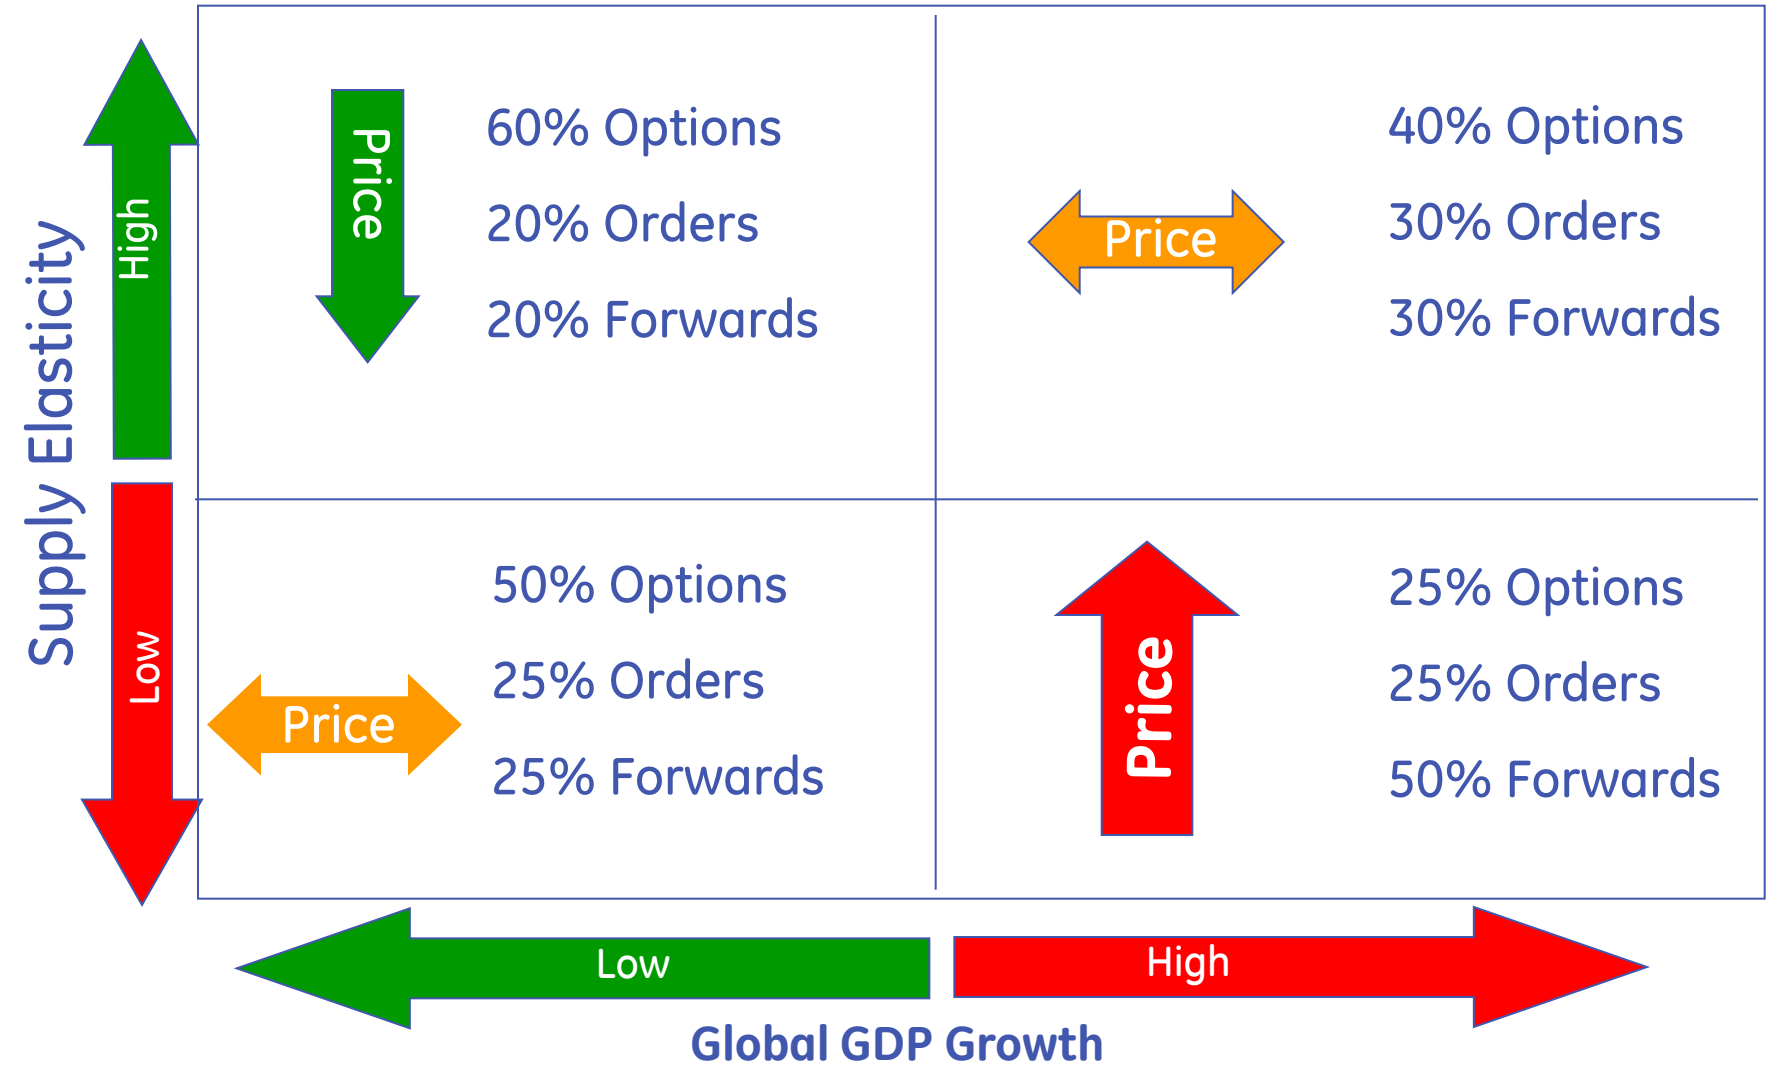 Supply Elasticity
High
Low
Price
60% Options
20% Orders
20% Forwards
Price
40% Options
30% Orders
30% Forwards
Price
50% Options
25% Orders
25% Forwards
Price
25% Options
25% Orders
50% Forwards
Low
High
Global GDP Growth